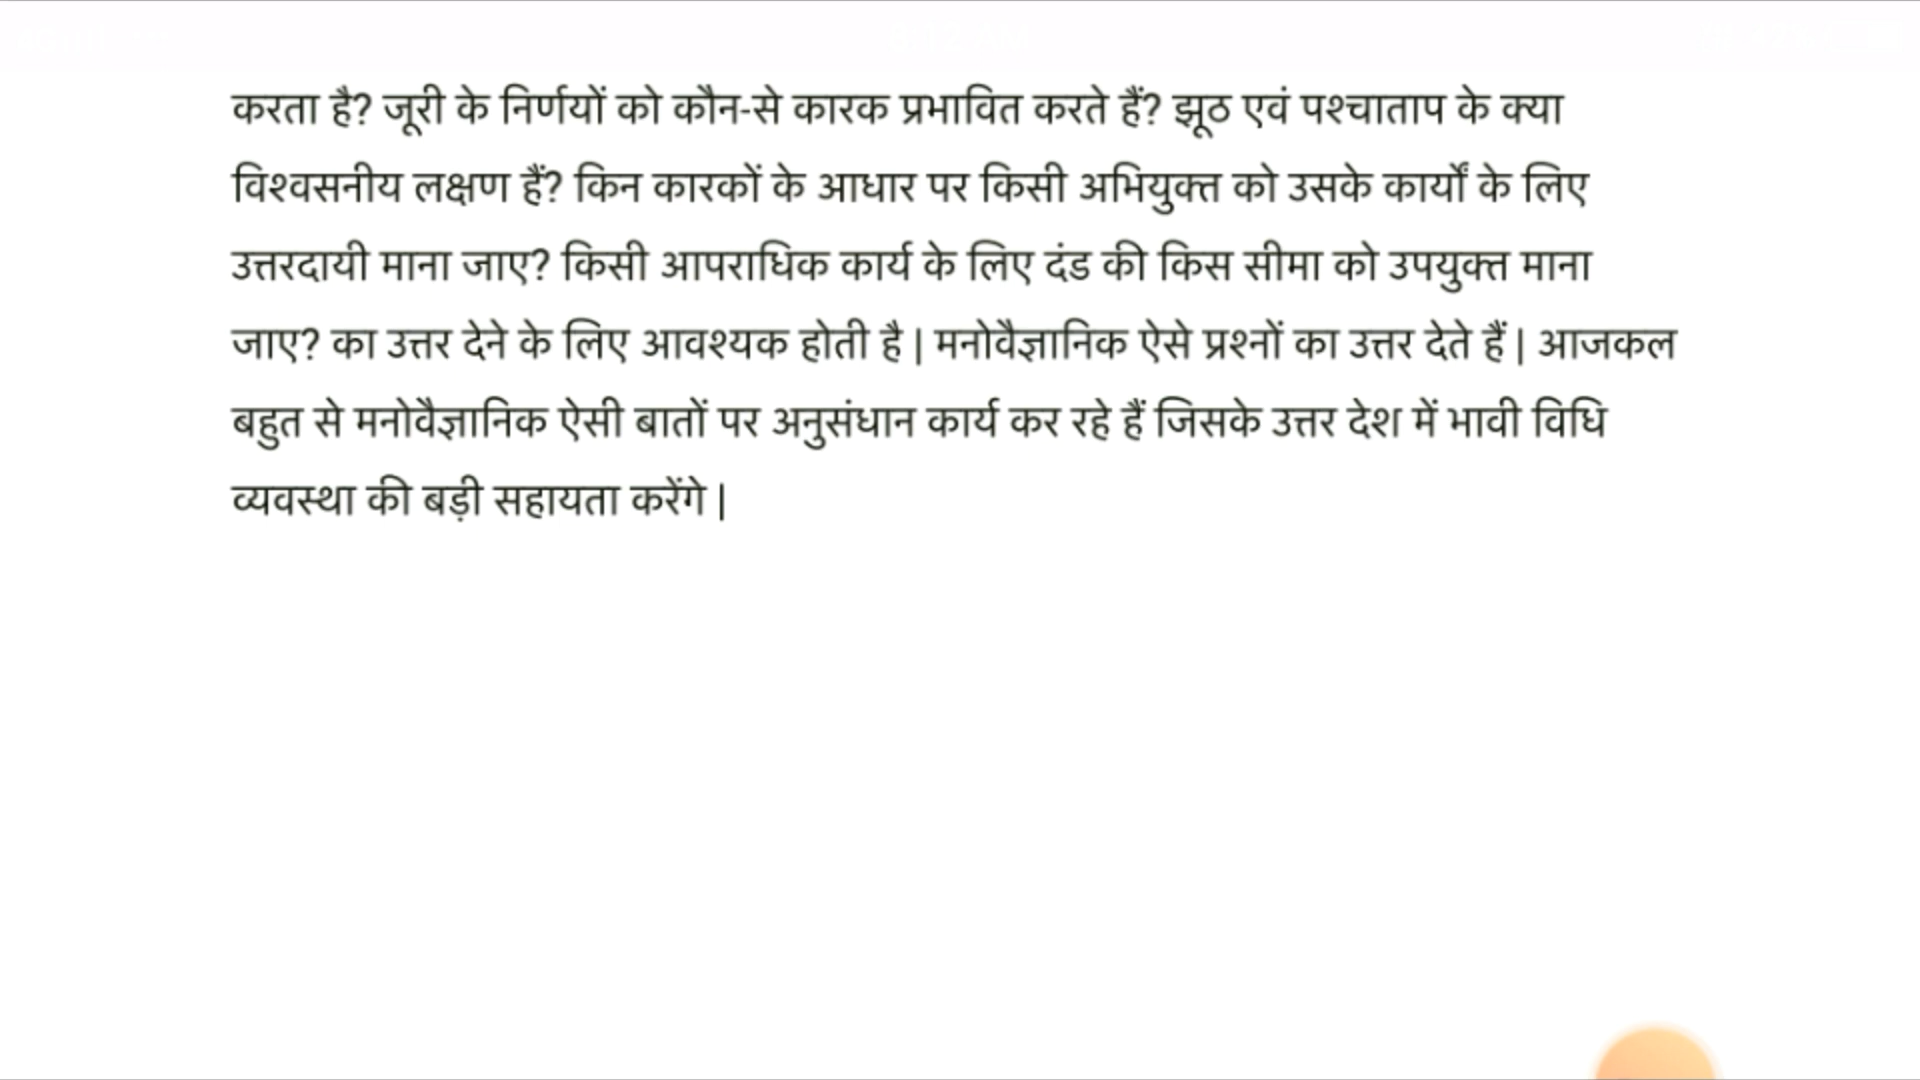 करता है? जूरी के निर्णयों को कौन-से कारक प्रभावित करते हैं? झूठ एवं पश्चाताप के क्या
विश्वसनीय लक्षण हैं? किन कारकों के आधार पर किसी अभियुक्त को उसके कार्यों के लिए
उत्तरदायी माना जाए? किसी आपराधिक कार्य के लिए दंड की किस सीमा को उपयुक्त माना
जाए? का उत्तर देने के लिए आवश्यक होती है | मनोवैज्ञानिक ऐसे प्रश्नों का उत्तर देते हैं | आजकल
बहुत से मनोवैज्ञानिक ऐसी बातों पर अनुसंधान कार्य कर रहे हैं जिसके उत्तर देश में भावी विधि
व्यवस्था की बड़ी सहायता करेंगे |